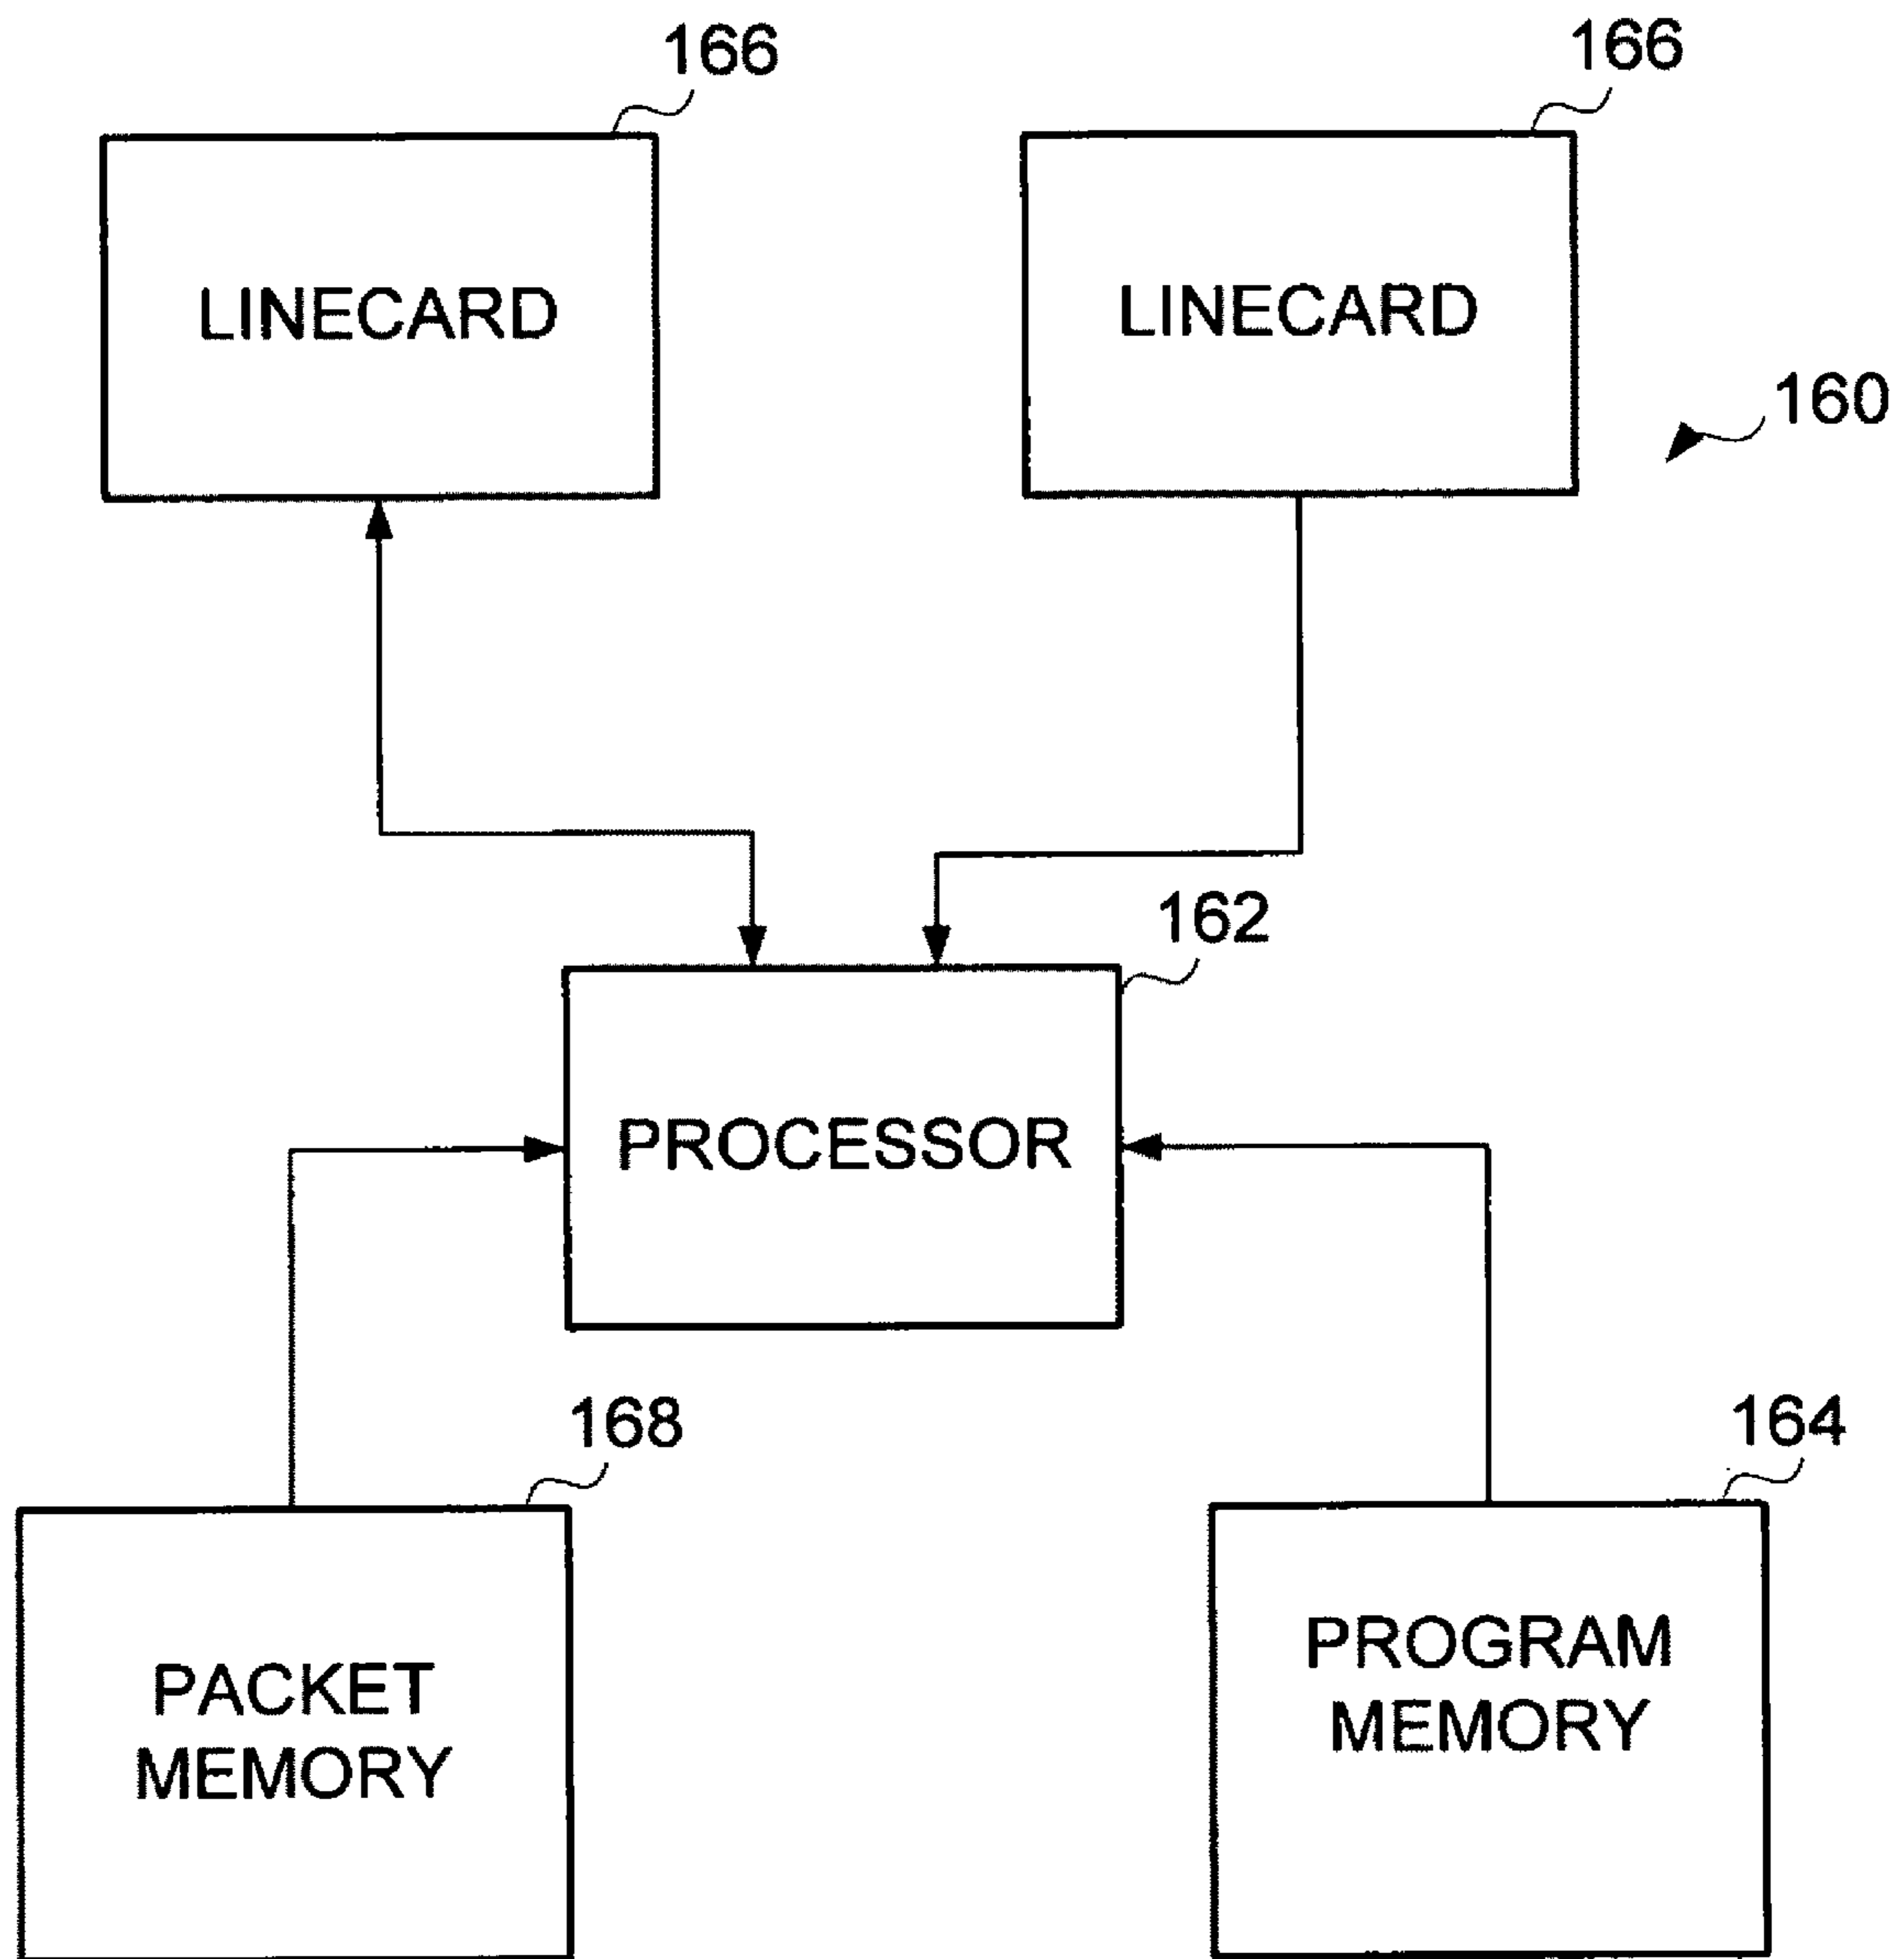 166
166
LINECARD
LINECARD
160
162
PROCESSOR
168
164
PACKET
MEMORY
PROGRAM
MEMORY